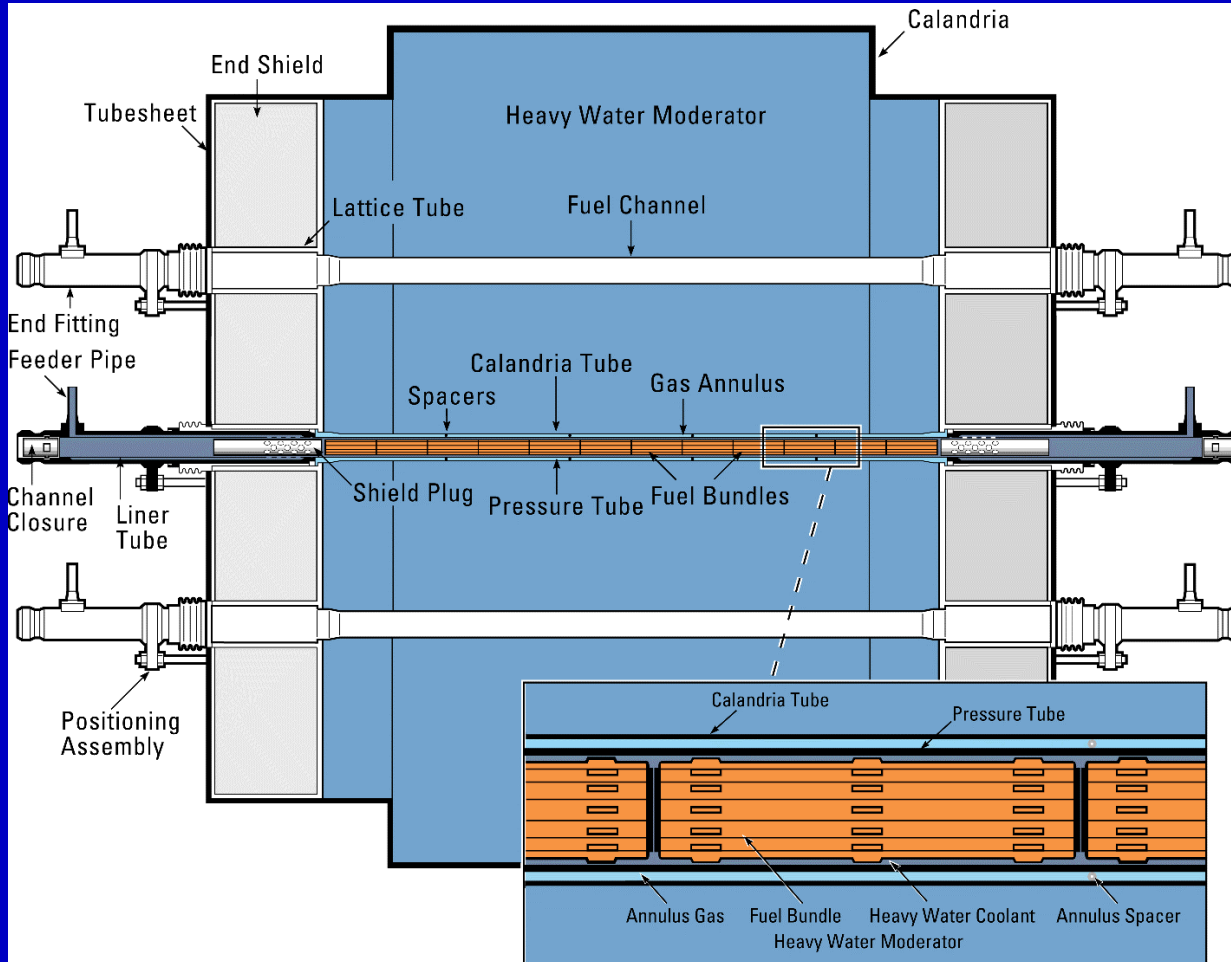 Calandria
End Shield
Tubesheet
Heavy Water Moderator
Lattice Tube
Fuel Channel
End Fitting
Feeder Pipe
Calandria Tube
Spacers
Gas Annulus
Channel
Closure
Liner
Tube
Shield Plug
Pressure Tube
Fuel Bundles
Positioning
Assembly
Calandria Tube
Pressure Tube
Annulus Gas
Fuel Bundle
Heavy Water Coolant
Annulus Spacer
Heavy Water Moderator